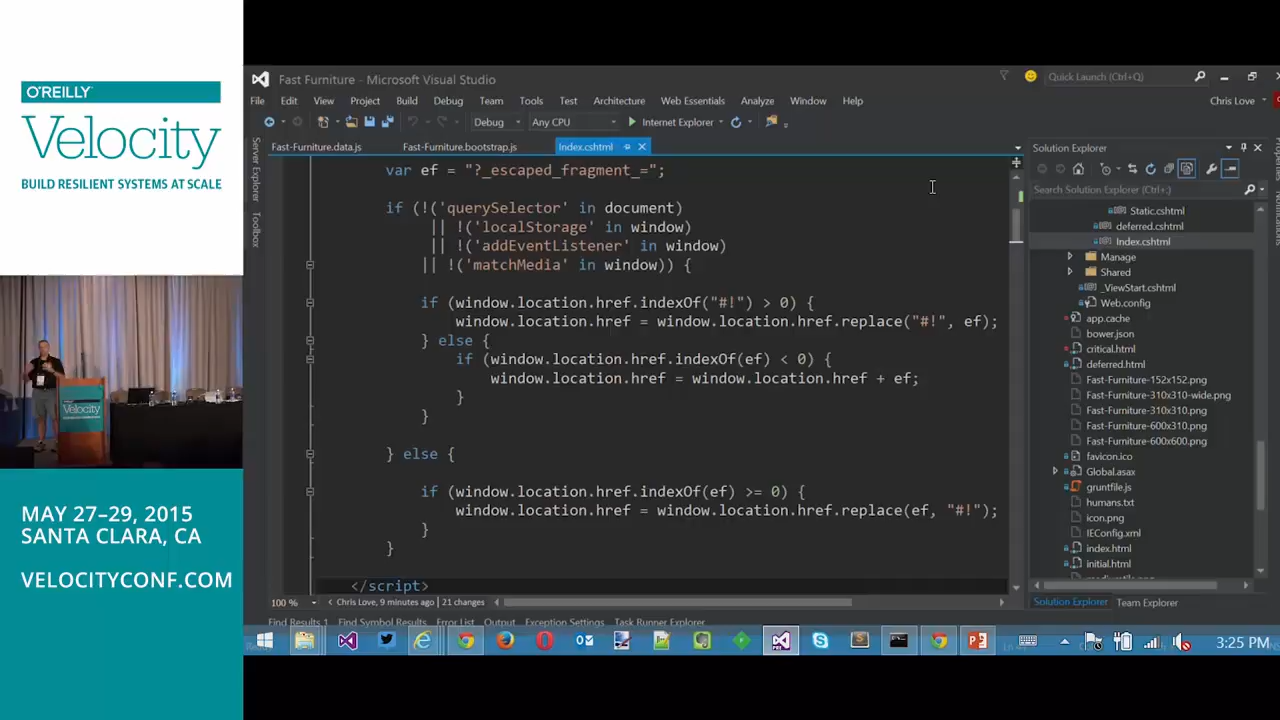 O'REILLY
Velocity
BUILD RESILIENT SYSTEMS AT SCALE
Velocity
MAY 27–29, 2015
SANTA CLARA, CA
VELOCITYCONF.COM
Fast Furniture - Microsoft Visual Studio
Quick Launch (Ctrl+Q)
File Edit View Project Build Debug Team Tools Test Architecture Web Essentials Analyze Window Help
Chris Love
Debug Any CPU Internet Explorer
Fast-Furniture.data.js Fast-Furniture.bootstrap.js Index.cshtml
Server Explorer
Toolbox
var ef = "?_escaped_fragment_=";
if (!('querySelector' in document)
|| !('localStorage' in window)
|| !('addEventListener' in window)
|| !('matchMedia' in window)) {
if (window.location.href.indexOf("#!") > 0) {
window.location.href = window.location.href.replace("#!", ef);
} else {
if (window.location.href.indexOf(ef) < 0) {
window.location.href = window.location.href + ef;
}
}
} else {
if (window.location.href.indexOf(ef) >= 0) {
window.location.href = window.location.href.replace(ef, "#!");
}
}
</script>
100 % Chris Love, 9 minutes ago | 21 changes
Find Results 1 Find Symbol Results Error List Output Exception Settings Task Runner Explorer
Solution Explorer
Search Solution Explorer (Ctrl+;)
Static.cshtml
deferred.cshtml
Index.cshtml
Manage
Shared
_ViewStart.cshtml
Web.config
app.cache
bower.json
critical.html
deferred.html
Fast-Furniture-152x152.png
Fast-Furniture-310x310-wide.png
Fast-Furniture-310x310.png
Fast-Furniture-600x310.png
Fast-Furniture-600x600.png
favicon.ico
Global.asax
gruntfile.js
humans.txt
icon.png
IEConfig.xml
index.html
initial.html
Solution Explorer Team Explorer
3:25 PM